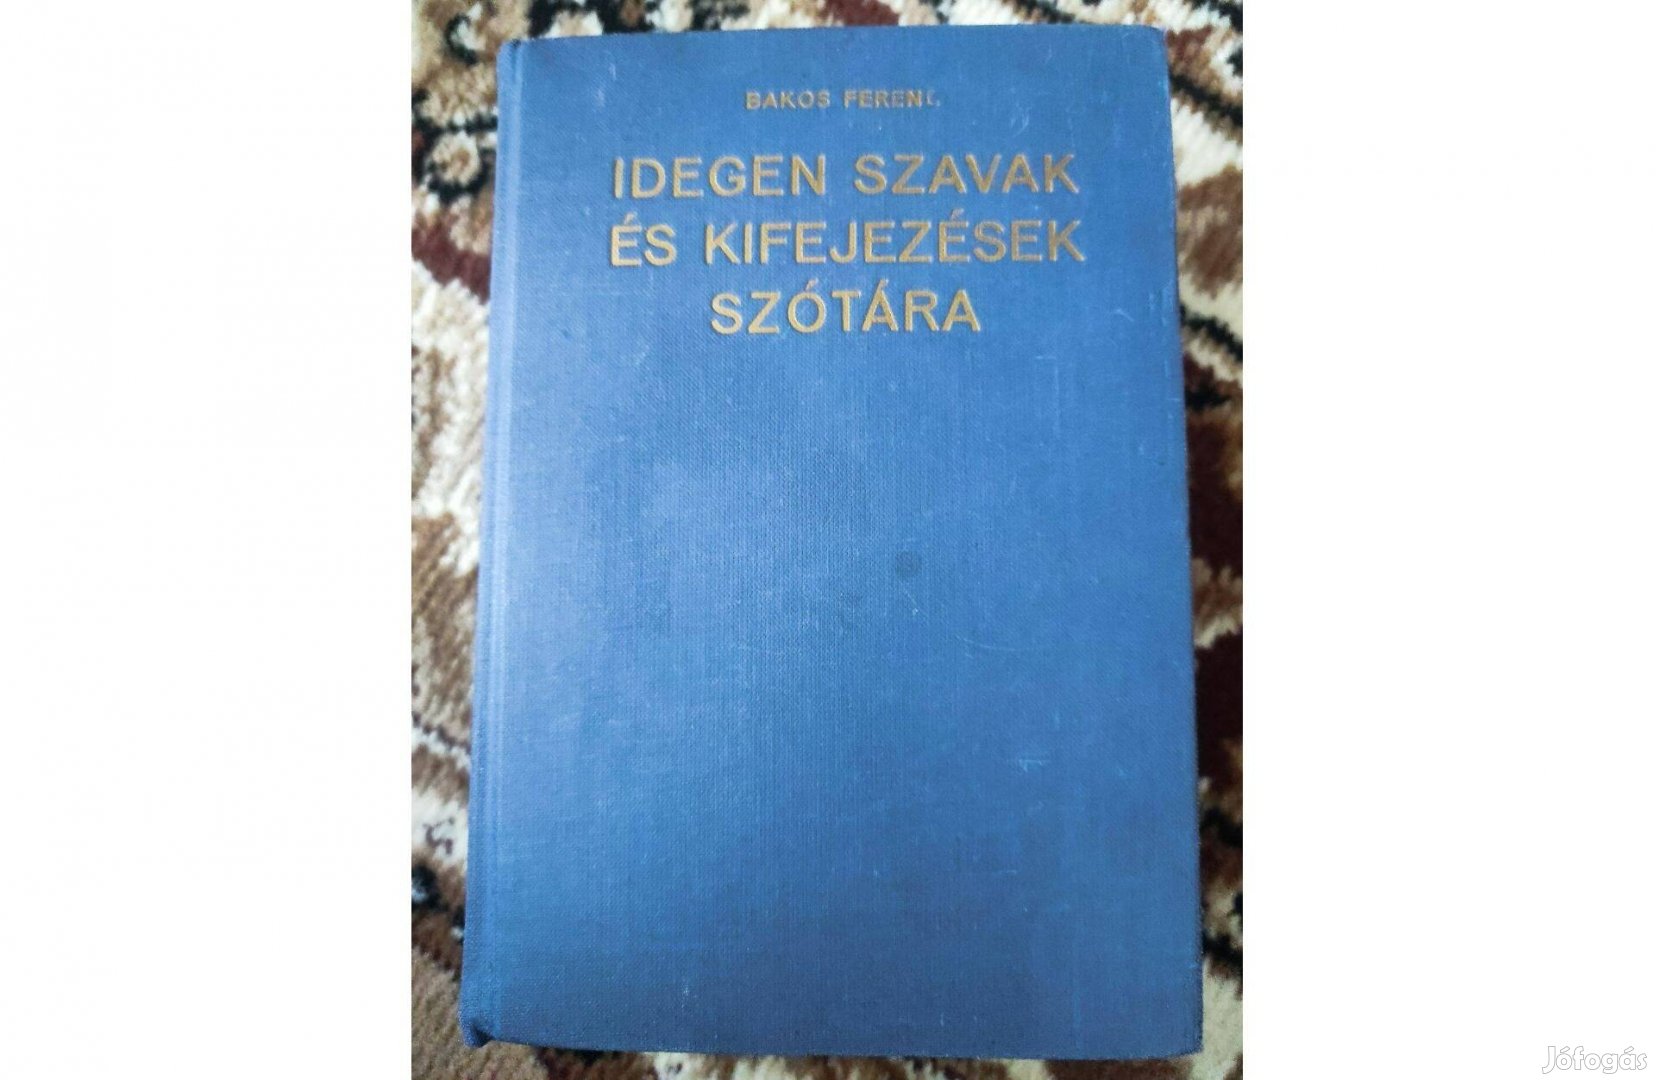 BAKOS FERENC
IDEGEN SZAVAK
ÉS KIFEJEZÉSEK
SZÓTÁRA
Jófogás